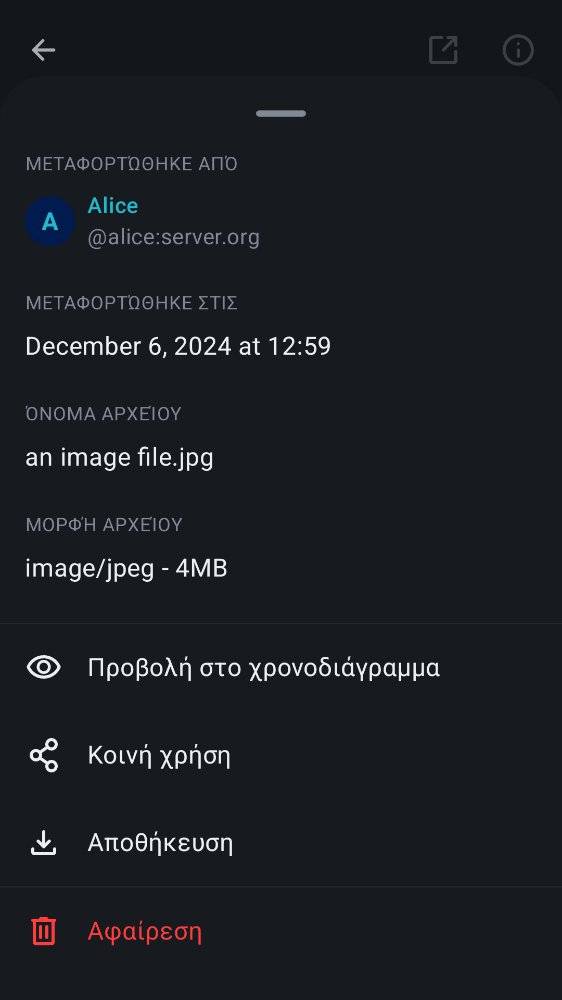 ΜΕΤΑΦΟΡΤΏΘΗΚΕ ΑΠΌ
A
Alice
@alice:server.org
ΜΕΤΑΦΟΡΤΏΘΗΚΕ ΣΤΙΣ
December 6, 2024 at 12:59
ΌΝΟΜΑ ΑΡΧΕΊΟΥ
an image file.jpg
ΜΟΡΦΉ ΑΡΧΕΊΟΥ
image/jpeg - 4MB
Προβολή στο χρονοδιάγραμμα
Κοινή χρήση
Αποθήκευση
Αφαίρεση